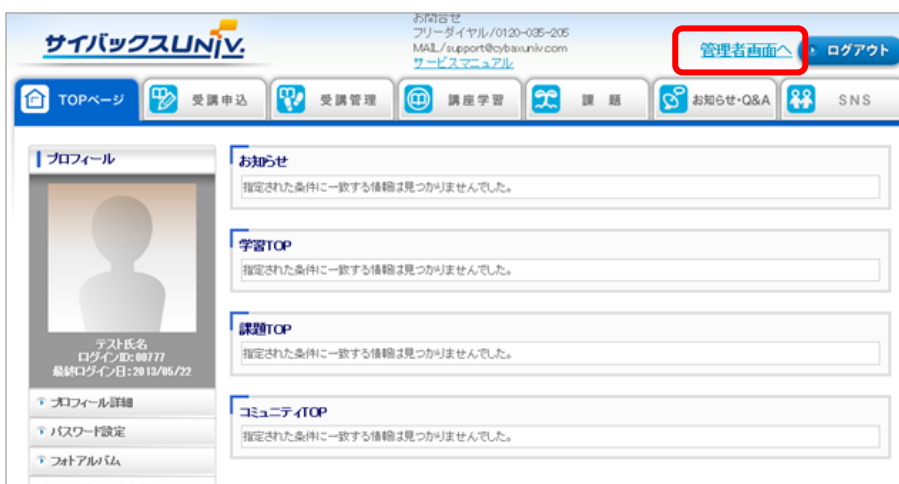 サイバックスUNIV.
お問合せ
フリーダイヤル/0120-035-205
MAIL/support@cybaxuniv.com
サービスマニュアル
管理者画面へ
ログアウト
TOPページ
受講申込
受講管理
講座学習
課 題
お知らせ・Q&A
SNS
プロフィール
テスト氏名
ログインID:00777
最終ログイン日:2013/05/22
プロフィール詳細
パスワード設定
フォトアルバム
お知らせ
指定された条件に一致する情報は見つかりませんでした。
学習TOP
指定された条件に一致する情報は見つかりませんでした。
課題TOP
指定された条件に一致する情報は見つかりませんでした。
コミュニティTOP
指定された条件に一致する情報は見つかりませんでした。